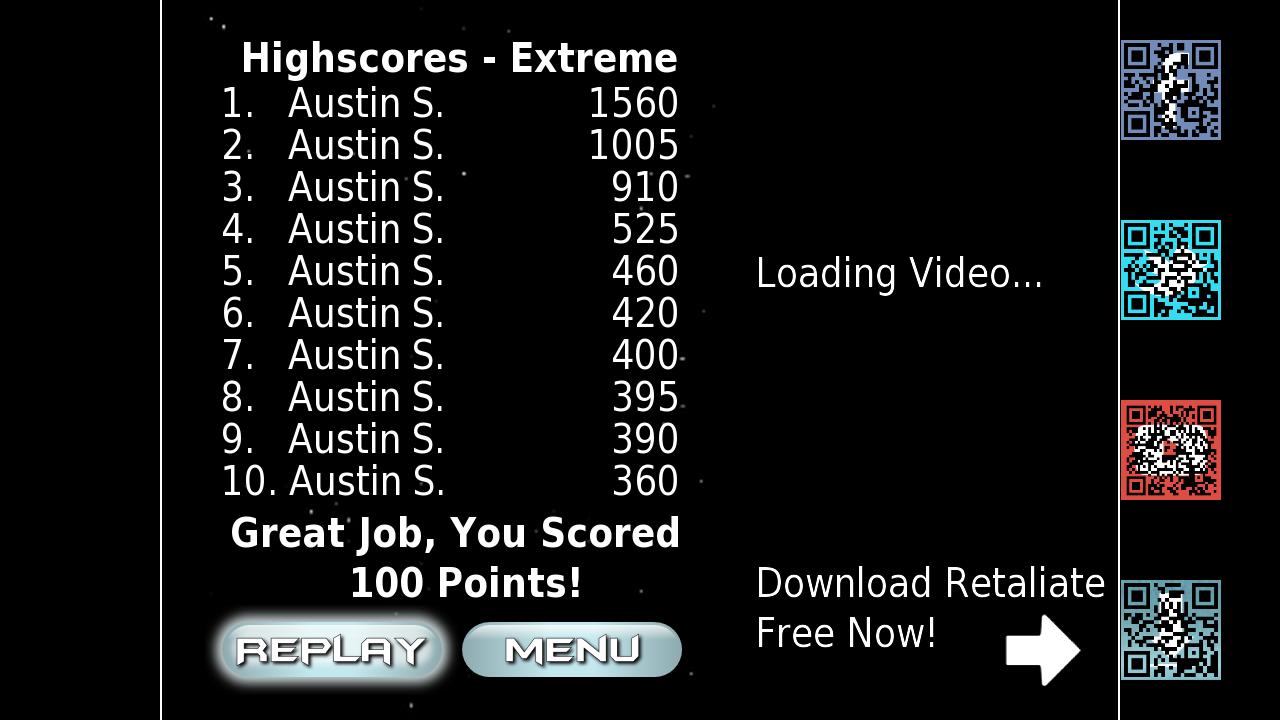 Highscores - Extreme
1. Austin S. 1560
2. Austin S. 1005
3. Austin S. 910
4. Austin S. 525
5. Austin S. 460
6. Austin S. 420
7. Austin S. 400
8. Austin S. 395
9. Austin S. 390
10. Austin S. 360
Great Job, You Scored
100 Points!
REPLAY
MENU
Loading Video...
Download Retaliate
Free Now!